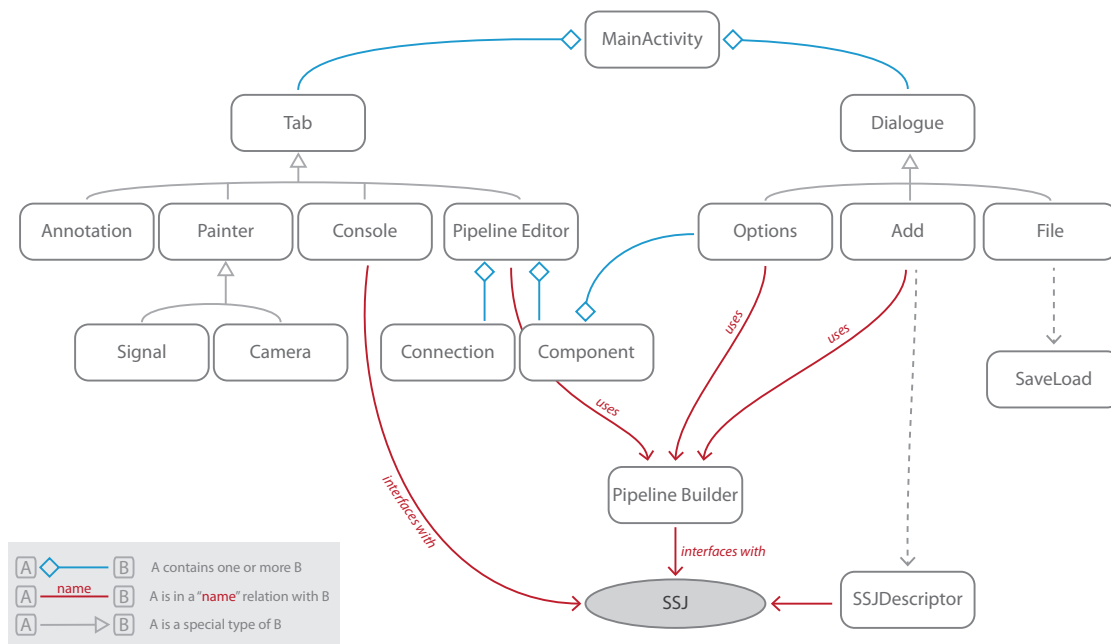 MainActivity
Tab
Dialogue
Annotation
Painter
Console
Pipeline Editor
Options
Add
File
Signal
Camera
Connection
Component
SaveLoad
uses
uses
uses
Pipeline Builder
interfaces with
interfaces with
SSJ
SSJDescriptor
A B A contains one or more B
A name B A is in a "name" relation with B
A B A is a special type of B